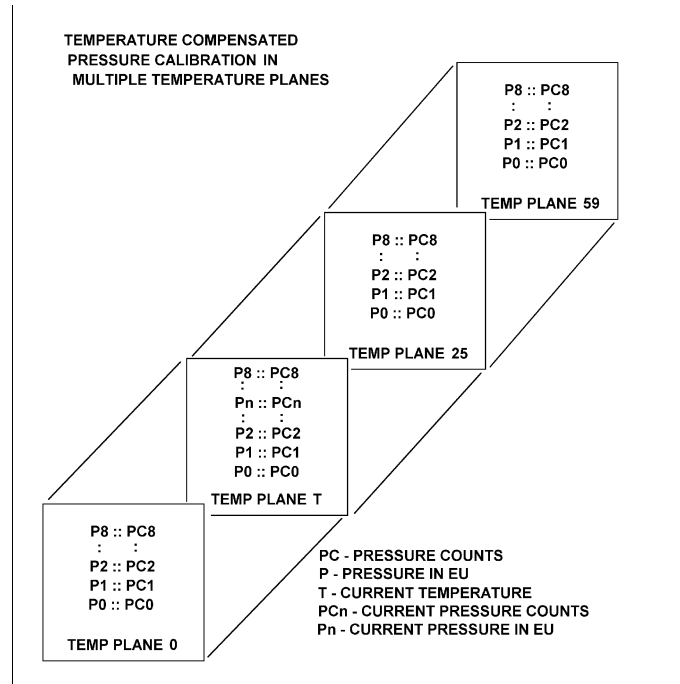 TEMPERATURE COMPENSATED
PRESSURE CALIBRATION IN
MULTIPLE TEMPERATURE PLANES
P8 :: PC8
: :
P2 :: PC2
P1 :: PC1
P0 :: PC0
TEMP PLANE 59
P8 :: PC8
: :
P2 :: PC2
P1 :: PC1
P0 :: PC0
TEMP PLANE 25
P8 :: PC8
: :
Pn :: PCn
: :
P2 :: PC2
P1 :: PC1
P0 :: PC0
TEMP PLANE T
P8 :: PC8
: :
P2 :: PC2
P1 :: PC1
P0 :: PC0
TEMP PLANE 0
PC - PRESSURE COUNTS
P - PRESSURE IN EU
T - CURRENT TEMPERATURE
PCn - CURRENT PRESSURE COUNTS
Pn - CURRENT PRESSURE IN EU